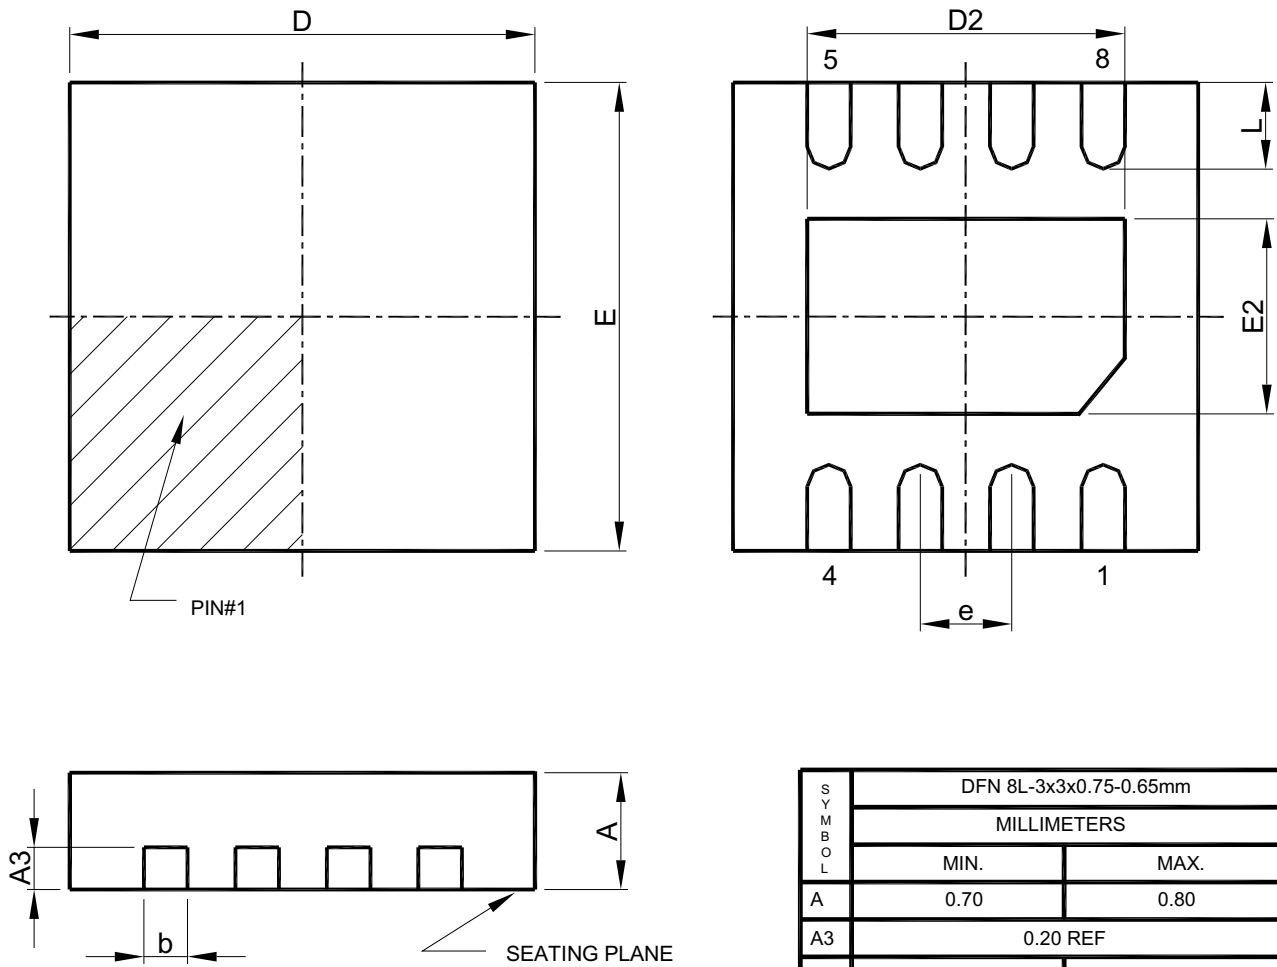 D
D2
5
8
L
E
E2
PIN#1
4
1
e
A3
A
b
SEATING PLANE
SYMBOL
DFN 8L-3x3x0.75-0.65mm
MILLIMETERS
MIN. MAX.
A 0.70 0.80
A3 0.20 REF